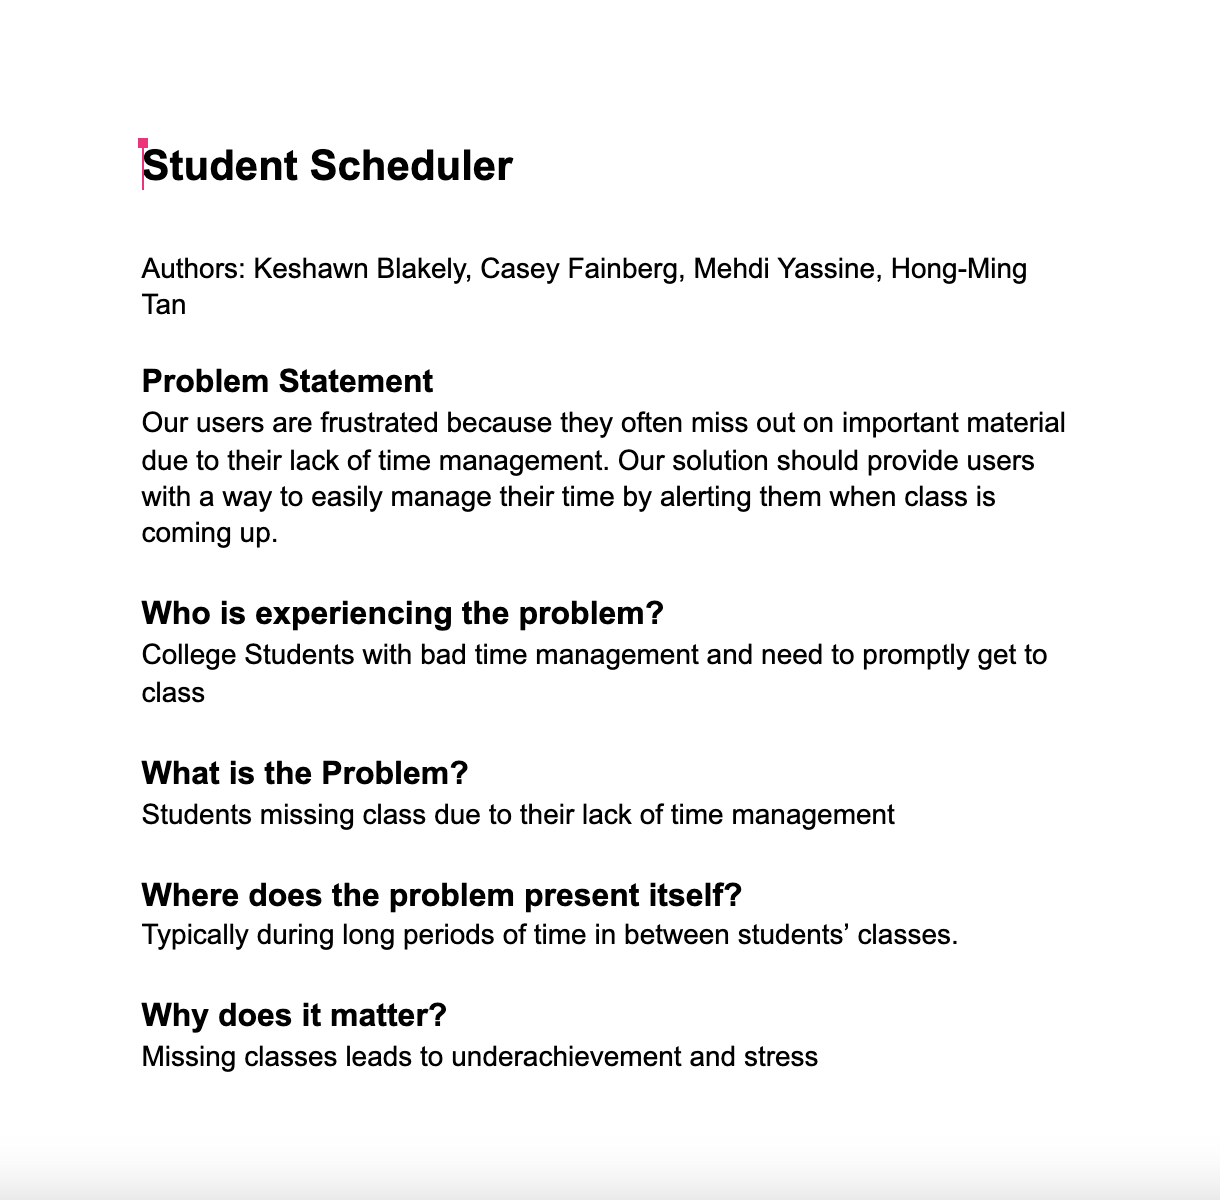 Student Scheduler
Authors: Keshawn Blakely, Casey Fainberg, Mehdi Yassine, Hong-Ming
Tan
Problem Statement
Our users are frustrated because they often miss out on important material
due to their lack of time management. Our solution should provide users
with a way to easily manage their time by alerting them when class is
coming up.
Who is experiencing the problem?
College Students with bad time management and need to promptly get to
class
What is the Problem?
Students missing class due to their lack of time management
Where does the problem present itself?
Typically during long periods of time in between students’ classes.
Why does it matter?
Missing classes leads to underachievement and stress